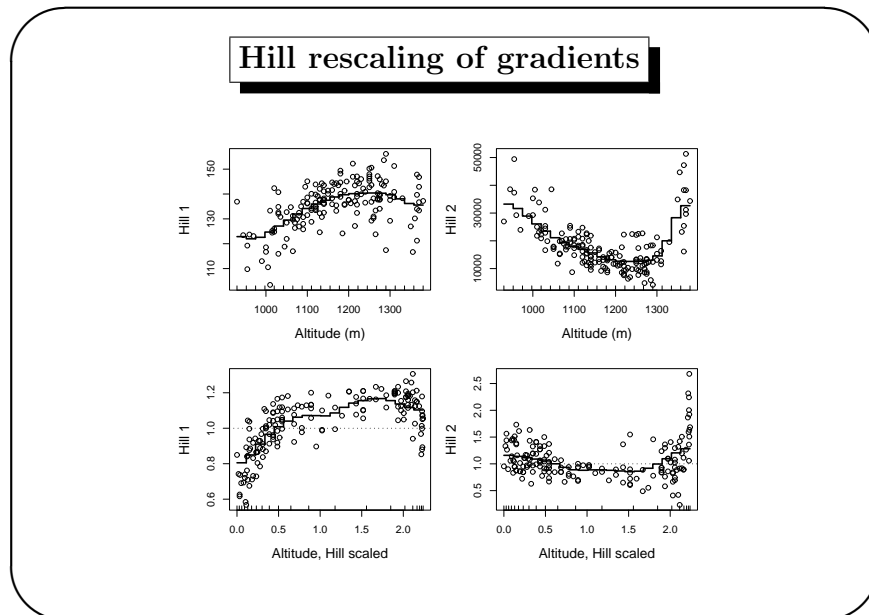 Hill rescaling of gradients
Hill 1
110 130 150
1000 1100 1200 1300
Altitude (m)
Hill 2
10000 30000 50000
1000 1100 1200 1300
Altitude (m)
Hill 1
0.6 0.8 1.0 1.2
0.0 0.5 1.0 1.5 2.0
Altitude, Hill scaled
Hill 2
0.5 1.0 1.5 2.0 2.5
0.0 0.5 1.0 1.5 2.0
Altitude, Hill scaled